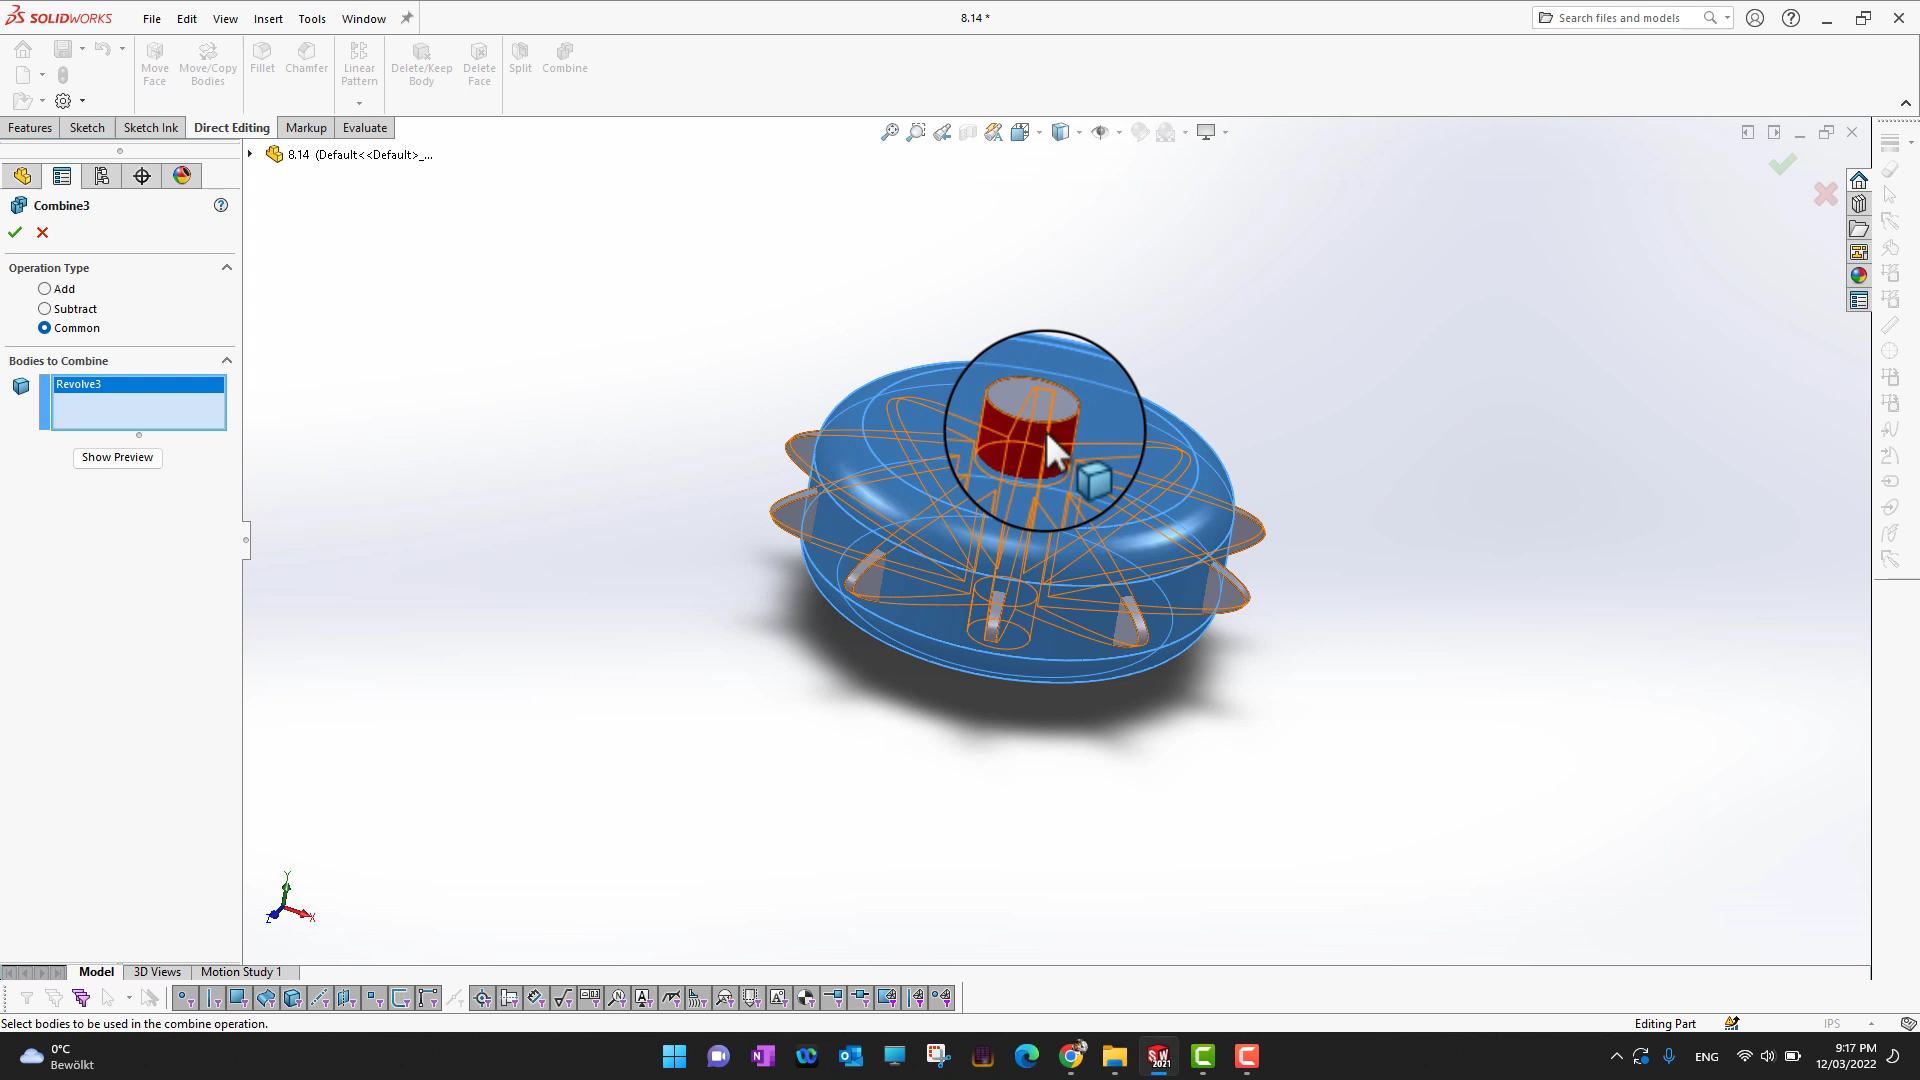 SOLIDWORKS File Edit View Insert Tools Window 8.14 * Search files and models
Move Face Move/Copy Bodies Fillet Chamfer Linear Pattern Delete/Keep Body Delete Face Split Combine
Features Sketch Sketch Ink Direct Editing Markup Evaluate
8.14 (Default<<Default>_...
Combine3
Operation Type
Add
Subtract
Common
Bodies to Combine
Revolve3
Show Preview
Y
Z X
Model 3D Views Motion Study 1
Select bodies to be used in the combine operation. Editing Part IPS
0°C
Bewölkt
SW 2021
ENG
9:17 PM
12/03/2022